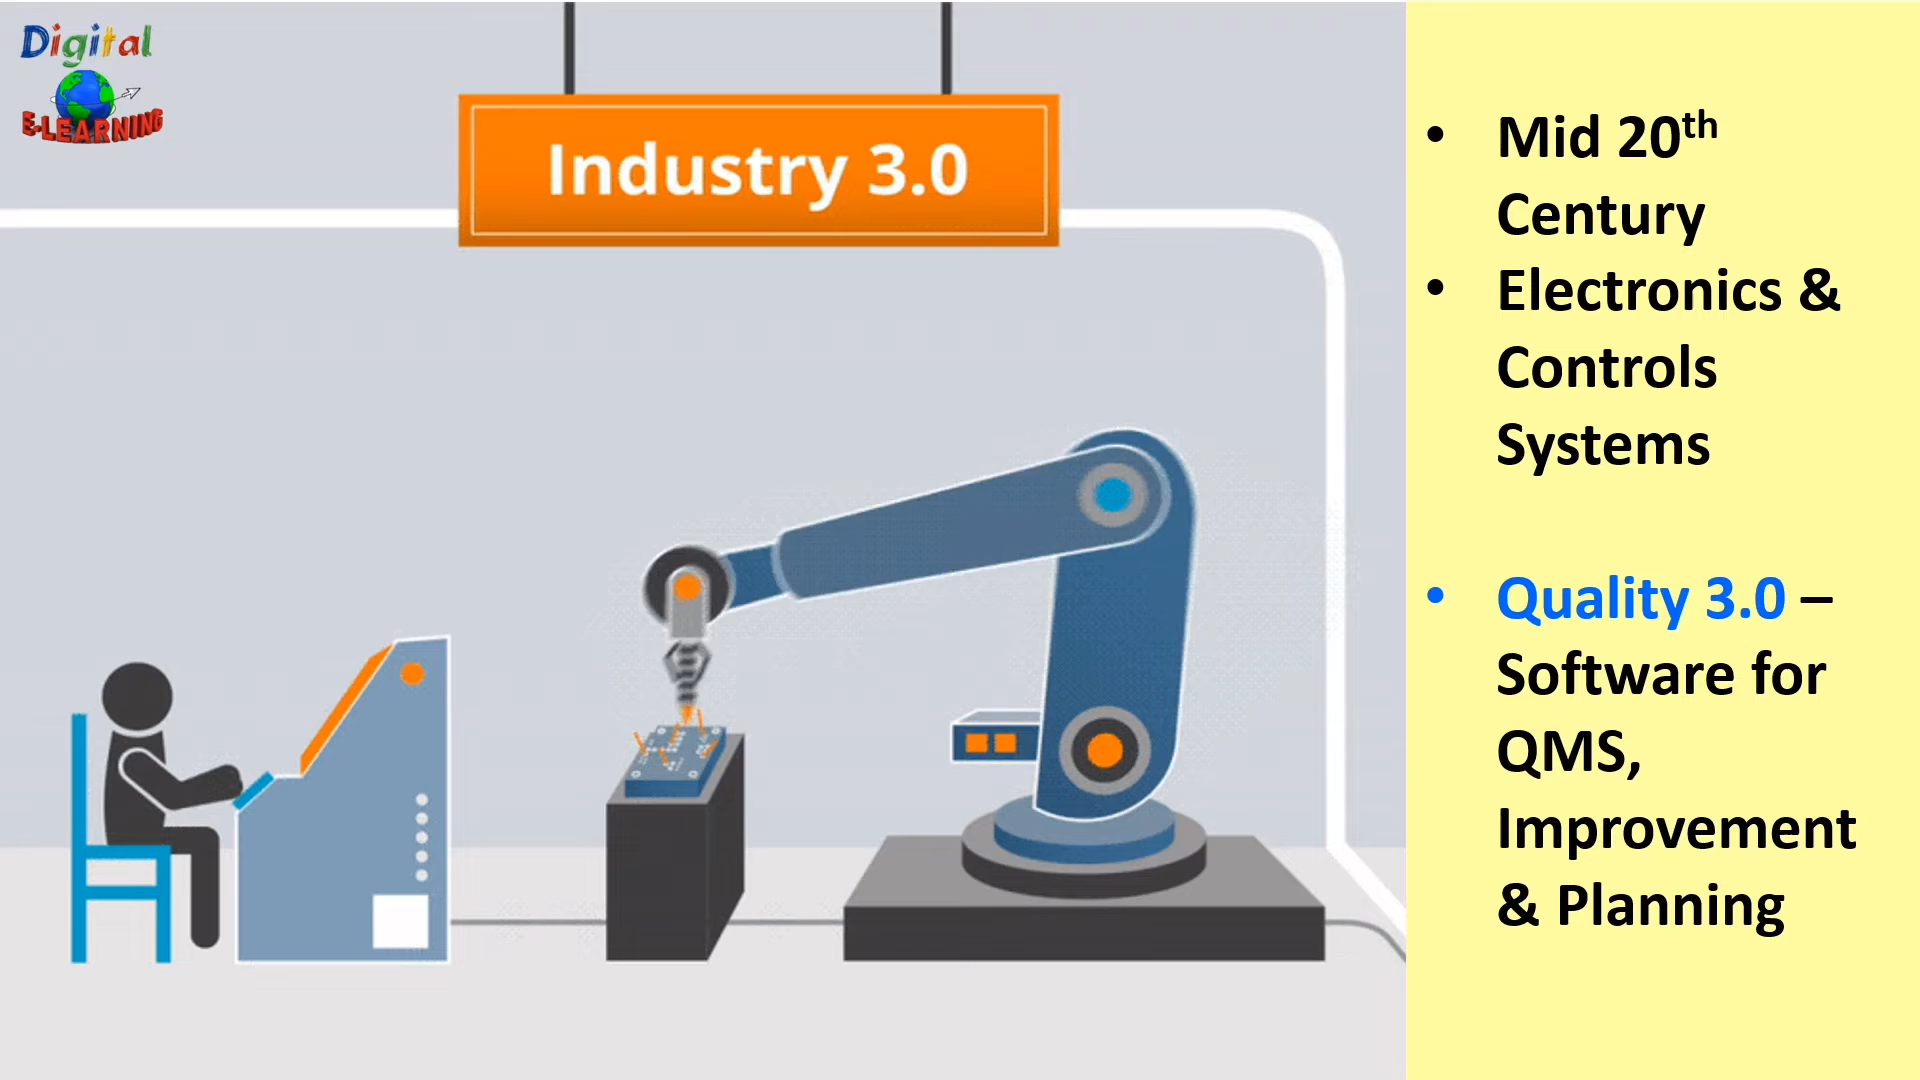 Digital
E-LEARNING
Industry 3.0
• Mid 20th
Century
• Electronics &
Controls
Systems
• Quality 3.0 –
Software for
QMS,
Improvement
& Planning